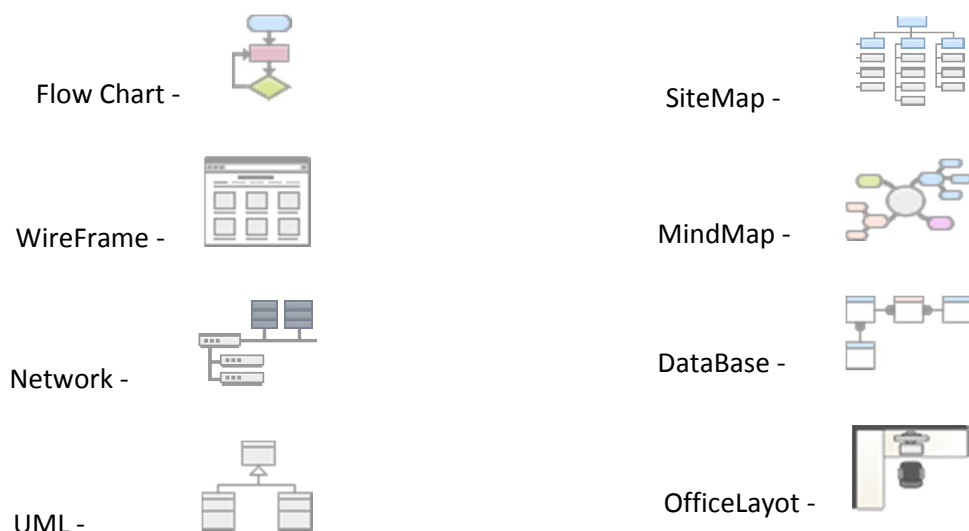 Flow Chart -
SiteMap -
WireFrame -
MindMap -
Network -
DataBase -
UML -
OfficeLayot -